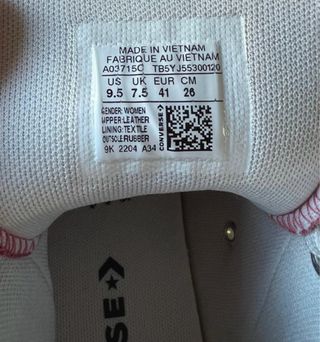 MADE IN VIETNAM
FABRIQUE AU VIETNAM
A03715C TB5YJ55300120
US UK EUR CM
9.5 7.5 41 26
GENDER: WOMEN
UPPER: LEATHER
LINING: TEXTILE
OUTSOLE: RUBBER
9K 2204 A34
CONVERSE